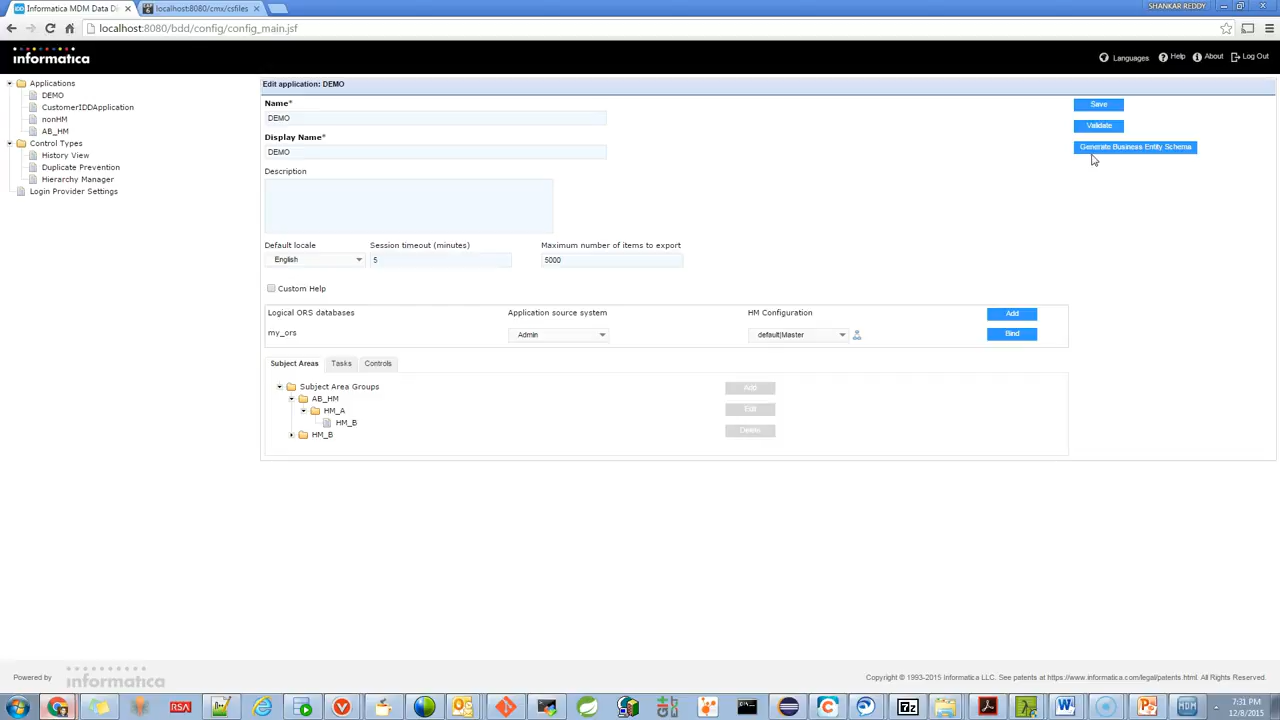 Informatica MDM Data Di
localhost:8080/cmx/csfiles
SHANKAR REDDY
localhost:8080/bdd/config/config_main.jsf
informatica
Languages
Help
About
Log Out
Applications
DEMO
CustomerIDDApplication
nonHM
AB_HM
Control Types
History View
Duplicate Prevention
Hierarchy Manager
Login Provider Settings
Edit application: DEMO
Name*
DEMO
Display Name*
DEMO
Description
Save
Validate
Generate Business Entity Schema
Default locale Session timeout (minutes) Maximum number of items to export
English 5 5000
Custom Help
Logical ORS databases Application source system HM Configuration Add
my_ors Admin default|Master Bind
Subject Areas Tasks Controls
Subject Area Groups
AB_HM
HM_A
HM_B
HM_B
Add
Edit
Delete
Powered by informatica
Copyright © 1993-2015 Informatica LLC. See patents at https://www.informatica.com/legal/patents.html. All Rights Reserved.
RSA
7z
MDM
7:31 PM
12/8/2015